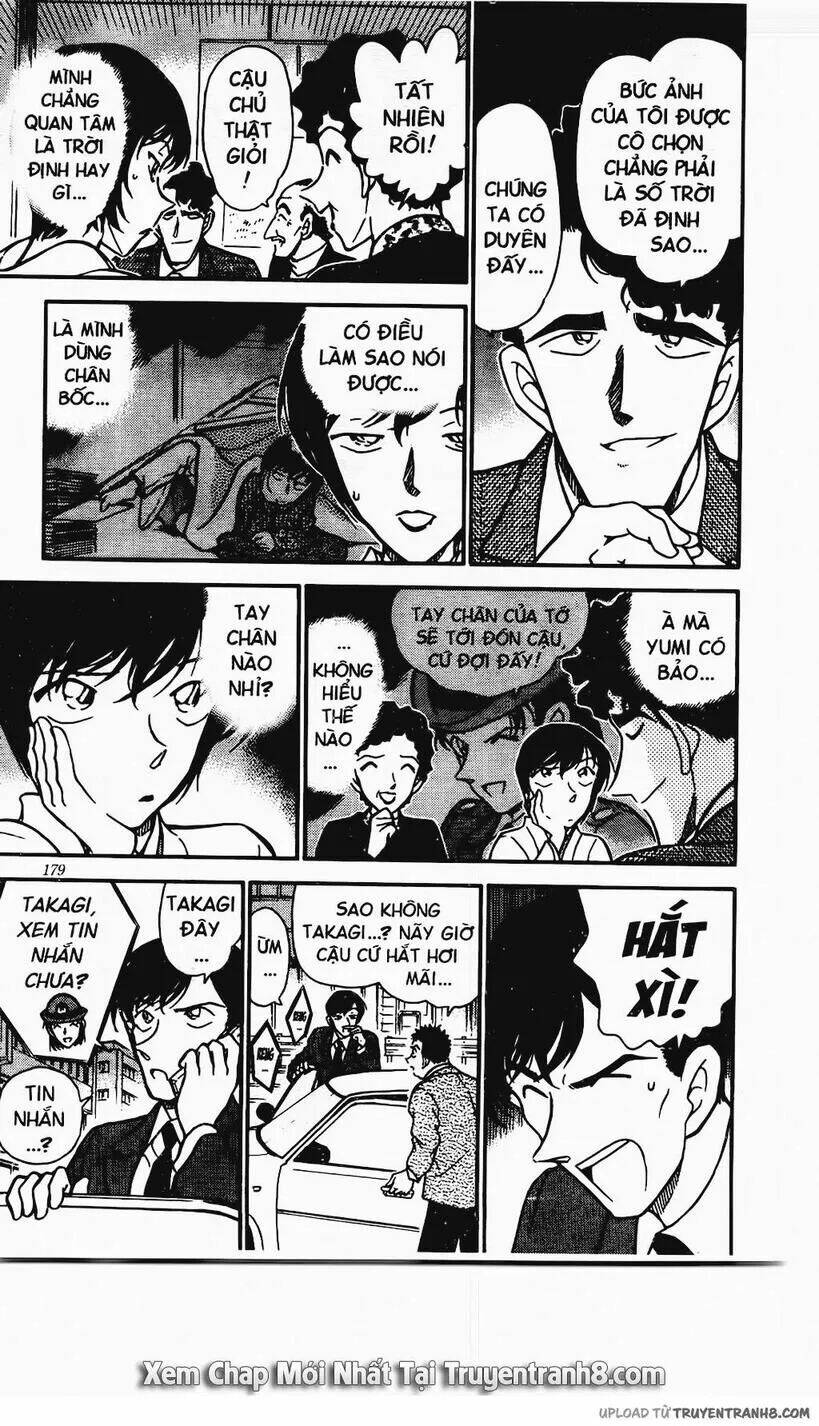 BỨC ẢNH
CỦA TÔI ĐƯỢC
CÔ CHỌN
CHẲNG PHẢI
LÀ SỐ TRỜI
ĐÃ ĐỊNH
SAO...
CHÚNG
TA CÓ
DUYÊN
ĐẤY...
TẤT
NHIÊN
RỒI!
CẬU
CHỦ
THẬT
GIỎI
!
MÌNH
CHẲNG
QUAN TÂM
LÀ TRỜI
ĐỊNH HAY
GÌ...
CÓ ĐIỀU
LÀM SAO NÓI
ĐƯỢC...
LÀ MÌNH
DÙNG
CHÂN
BỐC...
À MÀ
YUMI CÓ
BẢO...
TAY CHÂN CỦA TỚ
SẼ TỚI ĐÓN CẬU,
CỨ ĐỢI ĐẤY!
...
KHÔNG
HIỂU
THẾ
NÀO
...
TAY
CHÂN
NÀO
NHỈ?
179
HẮT
XÌ!
SAO KHÔNG
TAKAGI...? NÃY GIỜ
CẬU CỨ HẮT HƠI
MÃI...
ỪM
...
TAKAGI
ĐÂY
...
TAKAGI,
XEM TIN
NHẮN
CHƯA?
TIN
NHẮN
...?
Xem Chap Mới Nhất Tại Truyentranh8.com
UPLOAD TỪ TRUYENTRANH8.COM